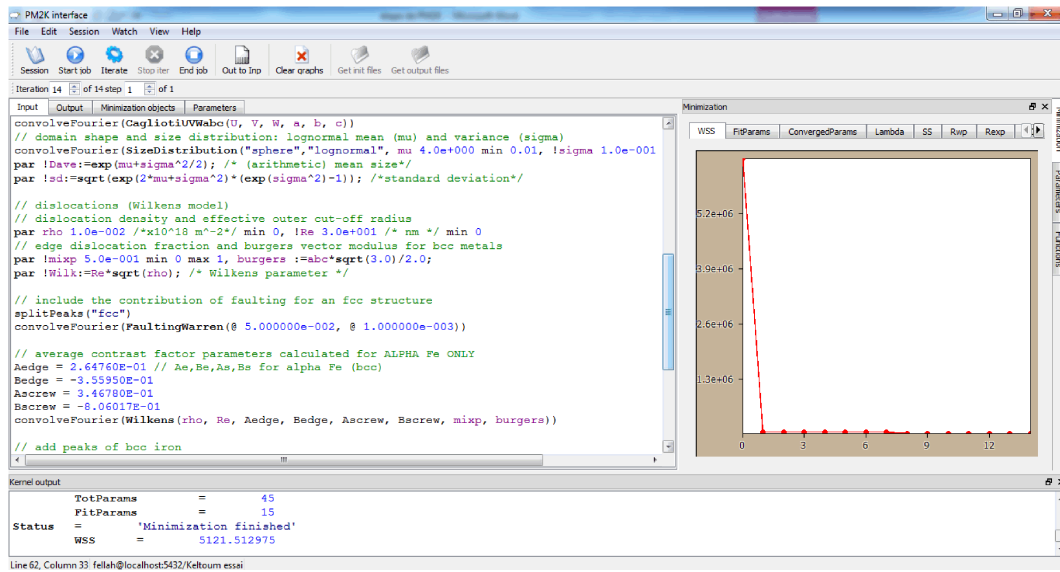 PM2K interface
File Edit Session Watch View Help
Session Start job Iterate Stop iter End job Out to Inp Clear graphs Get init files Get output files
Iteration 14 of 14 step 1 of 1
Input Output Minimization objects Parameters
convolveFourier(CagliotiUVWabc(U, V, W, a, b, c))
// domain shape and size distribution: lognormal mean (mu) and variance (sigma)
convolveFourier(SizeDistribution("sphere","lognormal", mu 4.0e+000 min 0.01, !sigma 1.0e-001
par !Dave:=exp(mu+sigma^2/2); /* (arithmetic) mean size*/
par !sd:=sqrt(exp(2*mu+sigma^2)*(exp(sigma^2)-1)); /*standard deviation*/
// dislocations (Wilkens model)
// dislocation density and effective outer cut-off radius
par rho 1.0e-002 /*x10^18 m^-2*/ min 0, !Re 3.0e+001 /* nm */ min 0
// edge dislocation fraction and burgers vector modulus for bcc metals
par !mixp 5.0e-001 min 0 max 1, burgers :=abc*sqrt(3.0)/2.0;
par !Wilk:=Re*sqrt(rho); /* Wilkens parameter */
// include the contribution of faulting for an fcc structure
splitPeaks("fcc")
convolveFourier(FaultingWarren(@ 5.000000e-002, @ 1.000000e-003))
// average contrast factor parameters calculated for ALPHA Fe ONLY
Aedge = 2.64760E-01 // Ae,Be,As,Bs for alpha Fe (bcc)
Bedge = -3.55950E-01
Ascrew = 3.46780E-01
Bscrew = -8.06017E-01
convolveFourier(Wilkens(rho, Re, Aedge, Bedge, Ascrew, Bscrew, mixp, burgers))
// add peaks of bcc iron
Minimization
WSS FitParams ConvergedParams Lambda SS Rwp Rexp
5.2e+06
3.9e+06
2.6e+06
1.3e+06
0 3 6 9 12
Parameters
Functions
Kernel output
TotParams = 45
FitParams = 15
Status = 'Minimization finished'
WSS = 5121.512975
Line 62, Column 33 fellah@localhost:5432/Keltoum essai